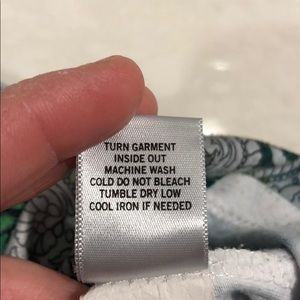 TURN GARMENT
INSIDE OUT
MACHINE WASH
COLD DO NOT BLEACH
TUMBLE DRY LOW
COOL IRON IF NEEDED